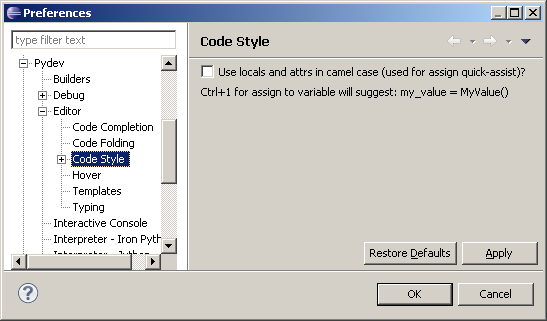 Preferences
type filter text
Pydev
Builders
Debug
Editor
Code Completion
Code Folding
Code Style
Hover
Templates
Typing
Interactive Console
Interpreter - Iron Pyth
Interpreter - Jython
Code Style
Use locals and attrs in camel case (used for assign quick-assist)?
Ctrl+1 for assign to variable will suggest: my_value = MyValue()
Restore Defaults
Apply
?
OK
Cancel